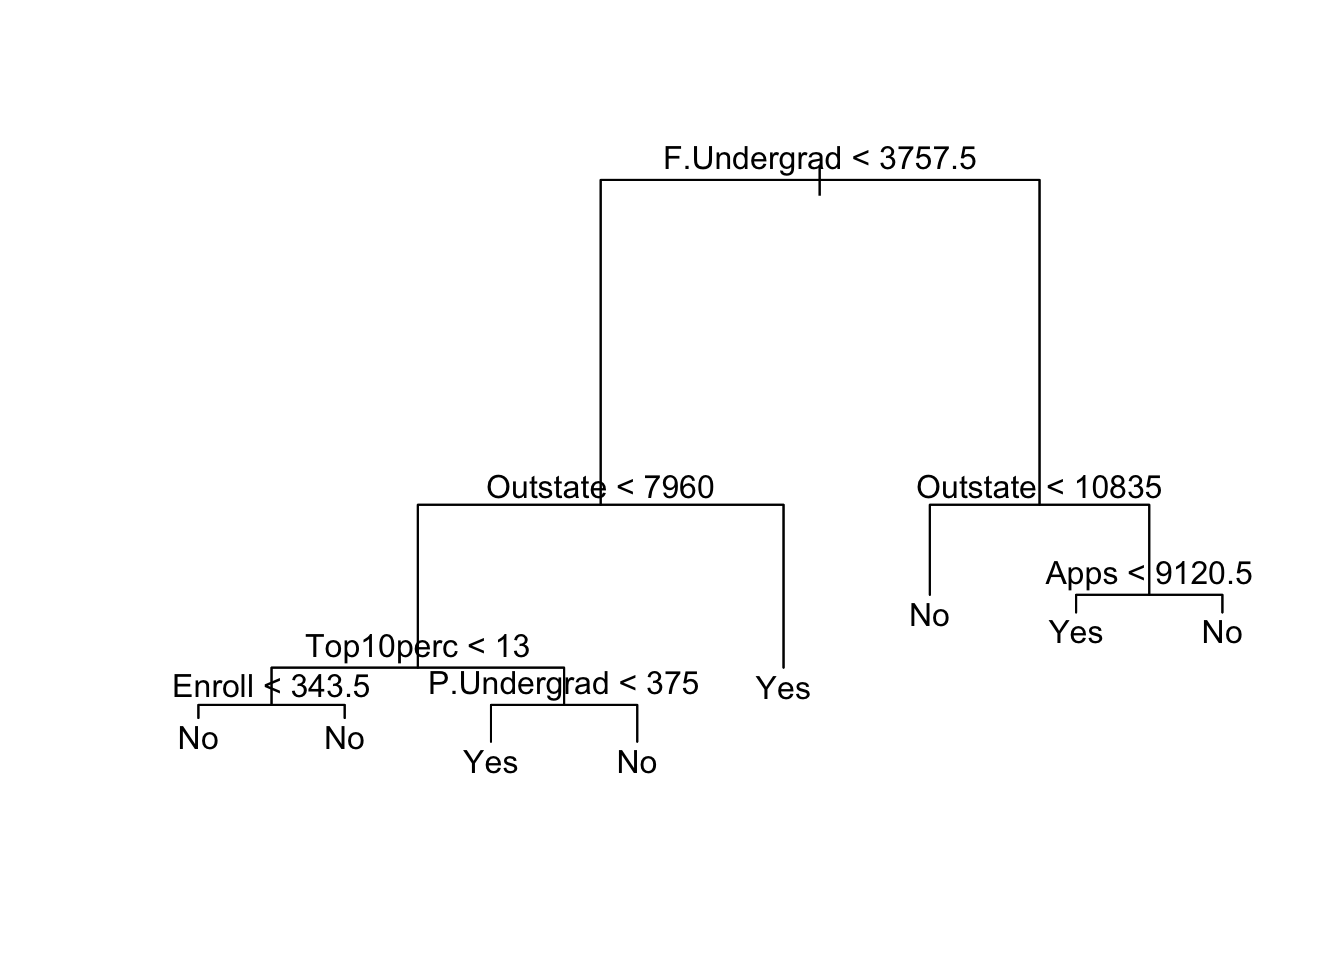 F.Undergrad < 3757.5
Outstate < 7960
Outstate < 10835
Apps < 9120.5
No
Yes
No
Top10perc < 13
Enroll < 343.5
P.Undergrad < 375
Yes
No
No
Yes
No